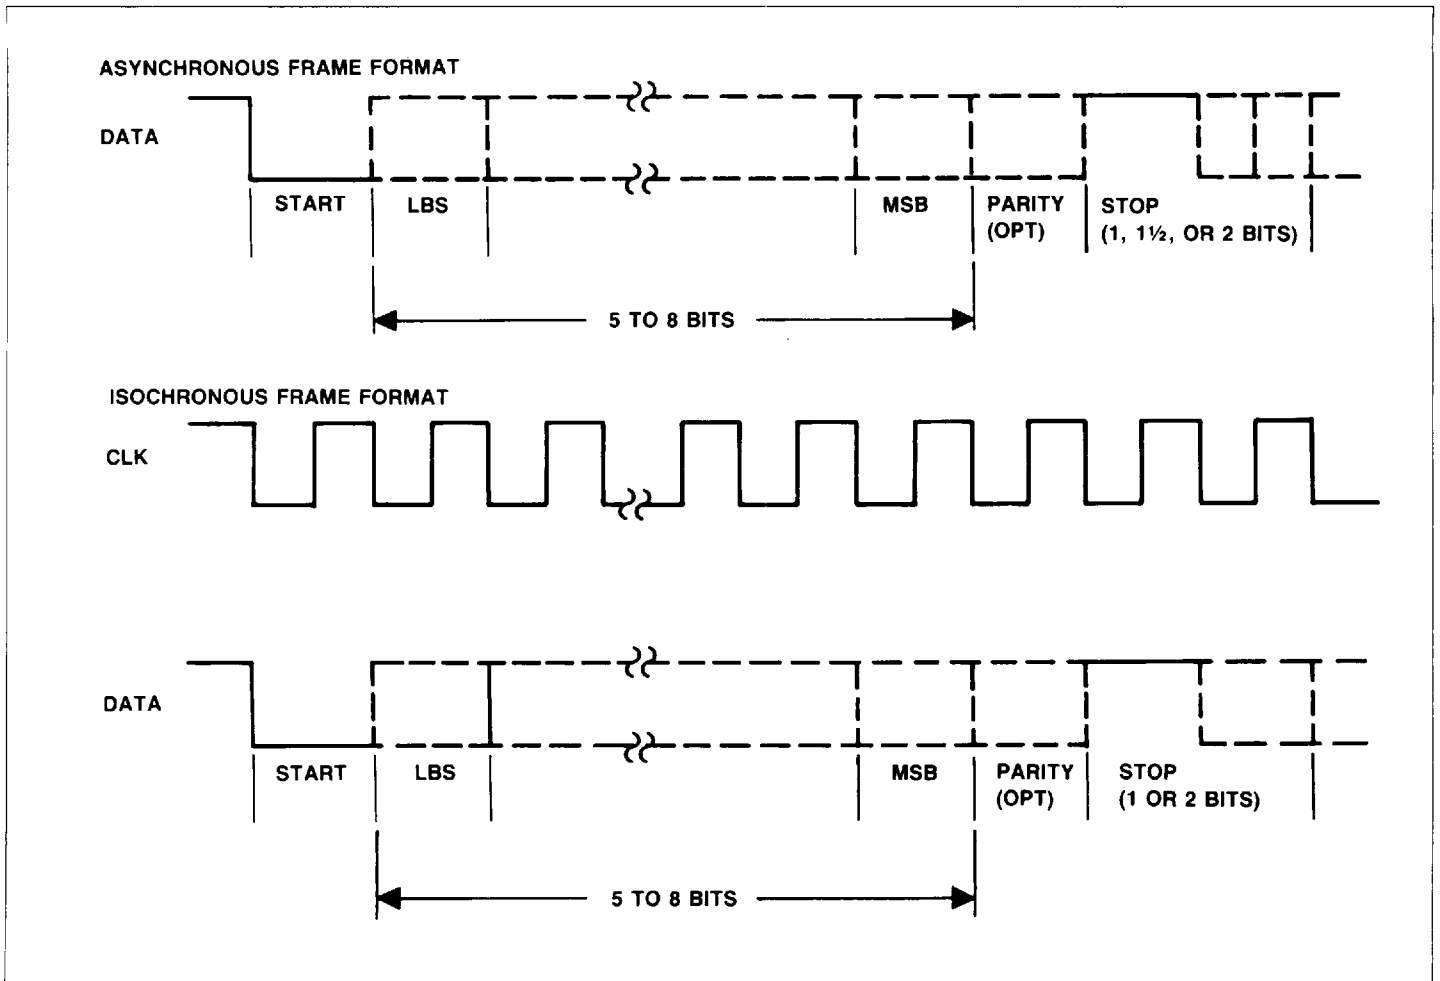 ASYNCHRONOUS FRAME FORMAT
DATA
START LBS MSB PARITY (OPT) STOP (1, 1½, OR 2 BITS)
5 TO 8 BITS
ISOCHRONOUS FRAME FORMAT
CLK
DATA
START LBS MSB PARITY (OPT) STOP (1 OR 2 BITS)
5 TO 8 BITS